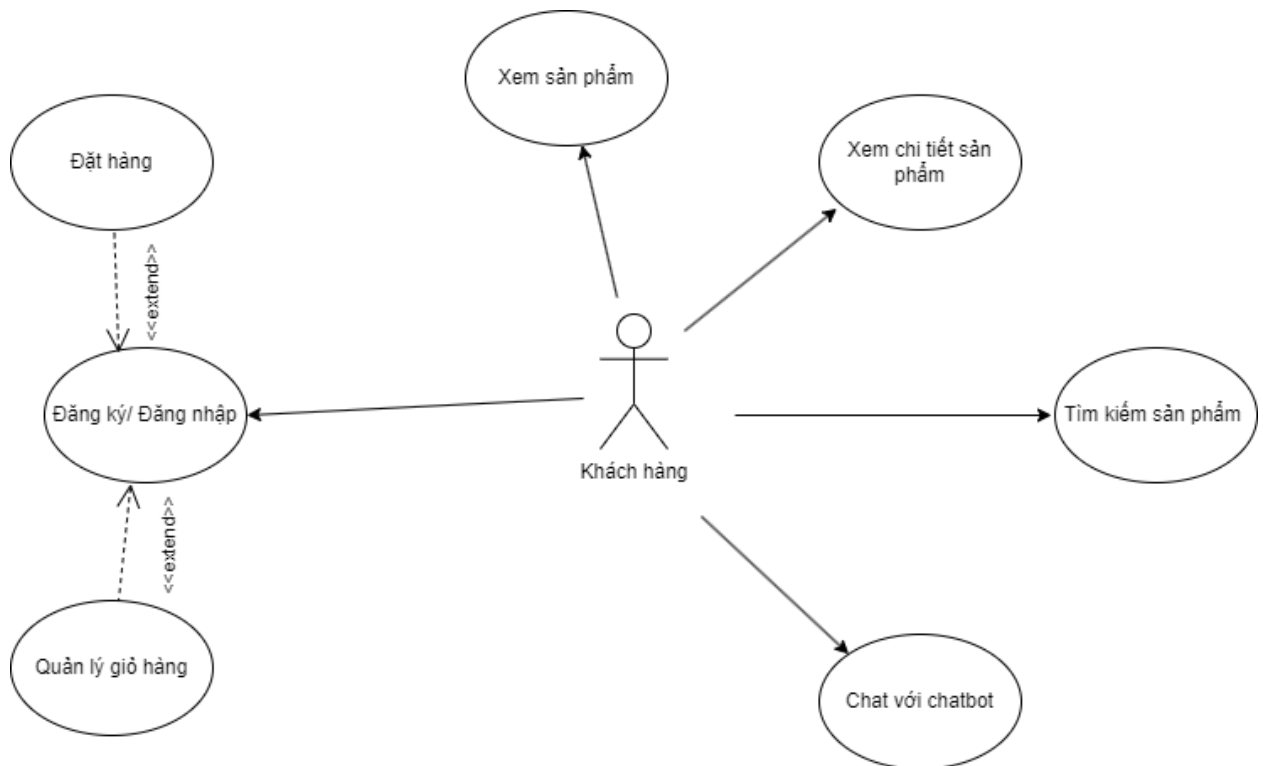 Xem sản phẩm
Đặt hàng
Xem chi tiết sản
phẩm
<<extend>>
Đăng ký/ Đăng nhập
Tìm kiếm sản phẩm
Khách hàng
<<extend>>
Quản lý giỏ hàng
Chat với chatbot